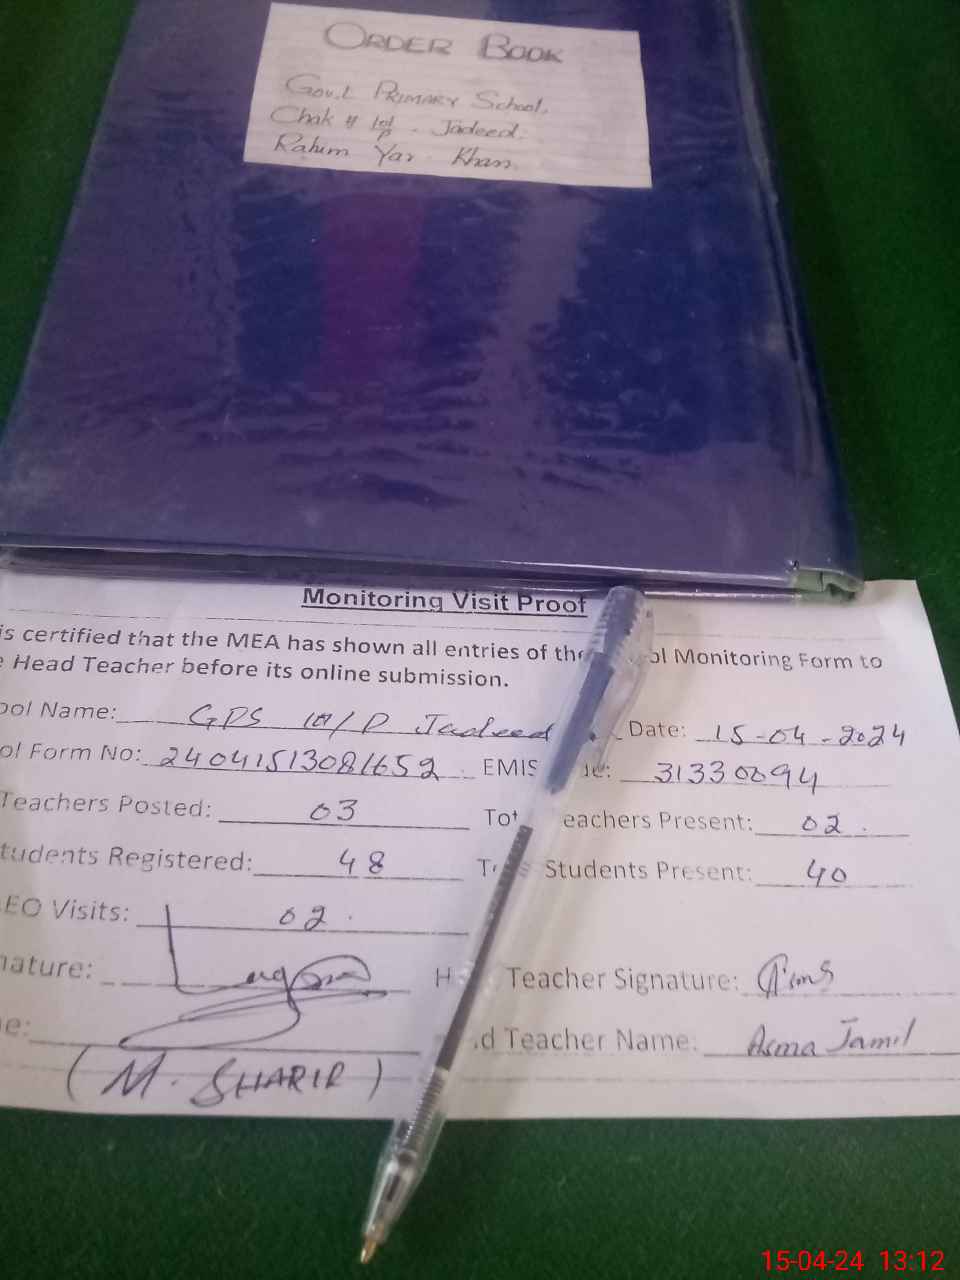 ORDER BOOK
Govt PRIMARY School,
Chak # 101/P. Jadeed.
Rahim Yar Khan.
Monitoring Visit Proof
is certified that the MEA has shown all entries of the ol Monitoring Form to
e Head Teacher before its online submission.
ool Name: GPS 101/P Jadeed Date: 15-04-2024
ol Form No: 24041513081652 EMIS de: 31330094
Teachers Posted: 03 Tot eachers Present: 02.
tudents Registered: 48 T Students Present: 40
EO Visits: 02.
nature: H Teacher Signature:
e: d Teacher Name: Asma Jamil
(M. SHARIF)
15-04-24 13:12